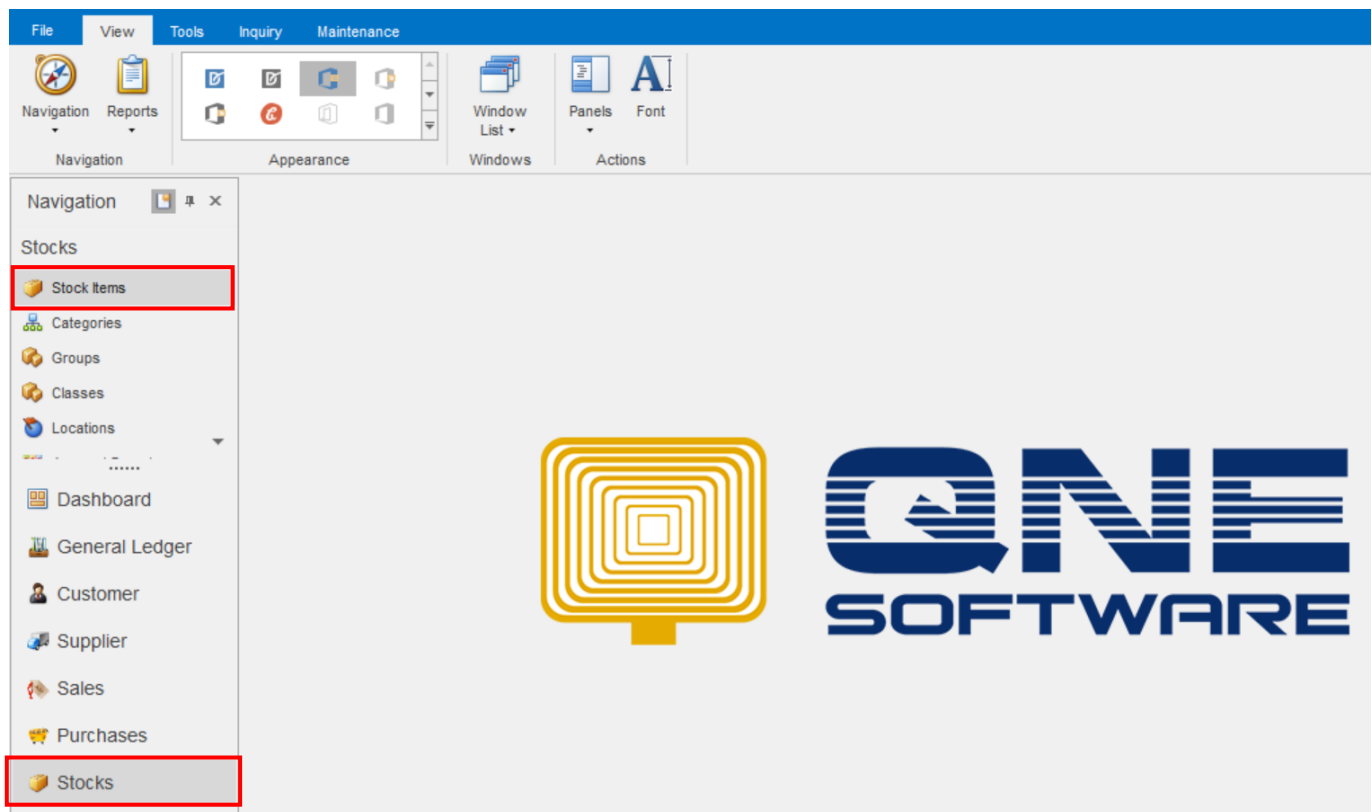 File View Tools Inquiry Maintenance
Navigation Reports Window List Panels Font
Navigation Appearance Windows Actions
Navigation
Stocks
Stock Items
Categories
Groups
Classes
Locations
Dashboard
General Ledger
Customer
Supplier
Sales
Purchases
Stocks
QNE
SOFTWARE